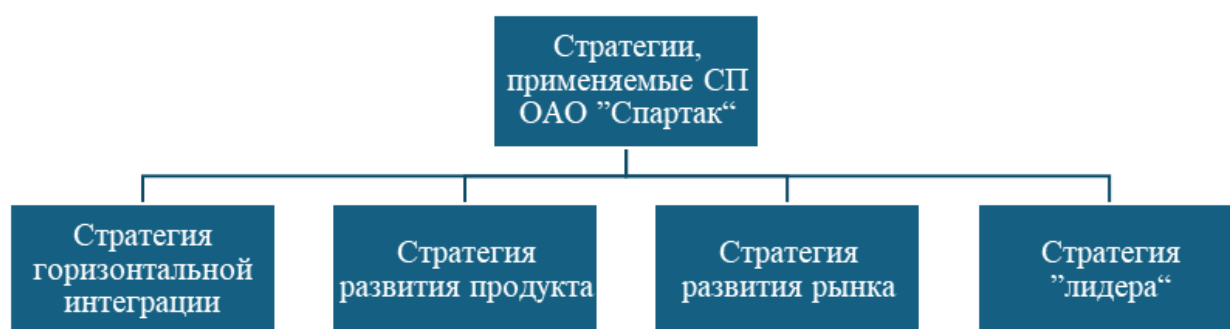 Стратегии,
применяемые СП
ОАО ”Спартак“
Стратегия
горизонтальной
интеграции
Стратегия
развития продукта
Стратегия
развития рынка
Стратегия
”лидера“